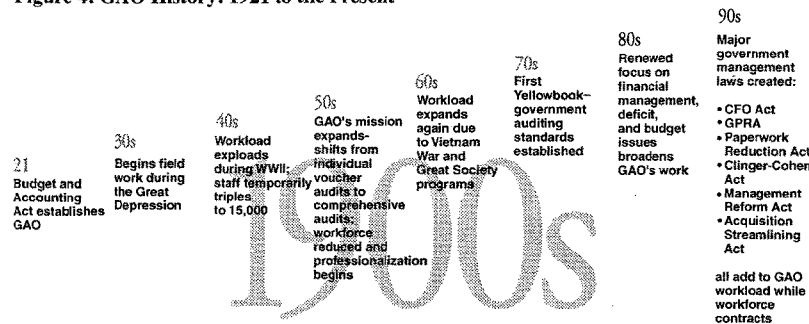 Figure 4: GAO History: 1921 to the Present
21
Budget and
Accounting
Act establishes
GAO
30s
Begins field
work during
the Great
Depression
40s
Workload
exploads
during WWII:
staff temporarily
triples
to 15,000
50s
GAO's mission
expands-
shifts from
individual
voucher
audits to
comprehensive
audits;
workforce
reduced and
professionalization
begins
60s
Workload
expands
again due
to Vietnam
War and
Great Society
programs
70s
First
Yellowbook–
government
auditing
standards
established
80s
Renewed
focus on
financial
management,
deficit,
and budget
issues
broadens
GAO's work
90s
Major
government
management
laws created:
• CFO Act
• GPRA
• Paperwork
Reduction Act
• Clinger-Cohen
Act
• Management
Reform Act
• Acquisition
Streamlining
Act
all add to GAO
workload while
workforce
contracts
1900s